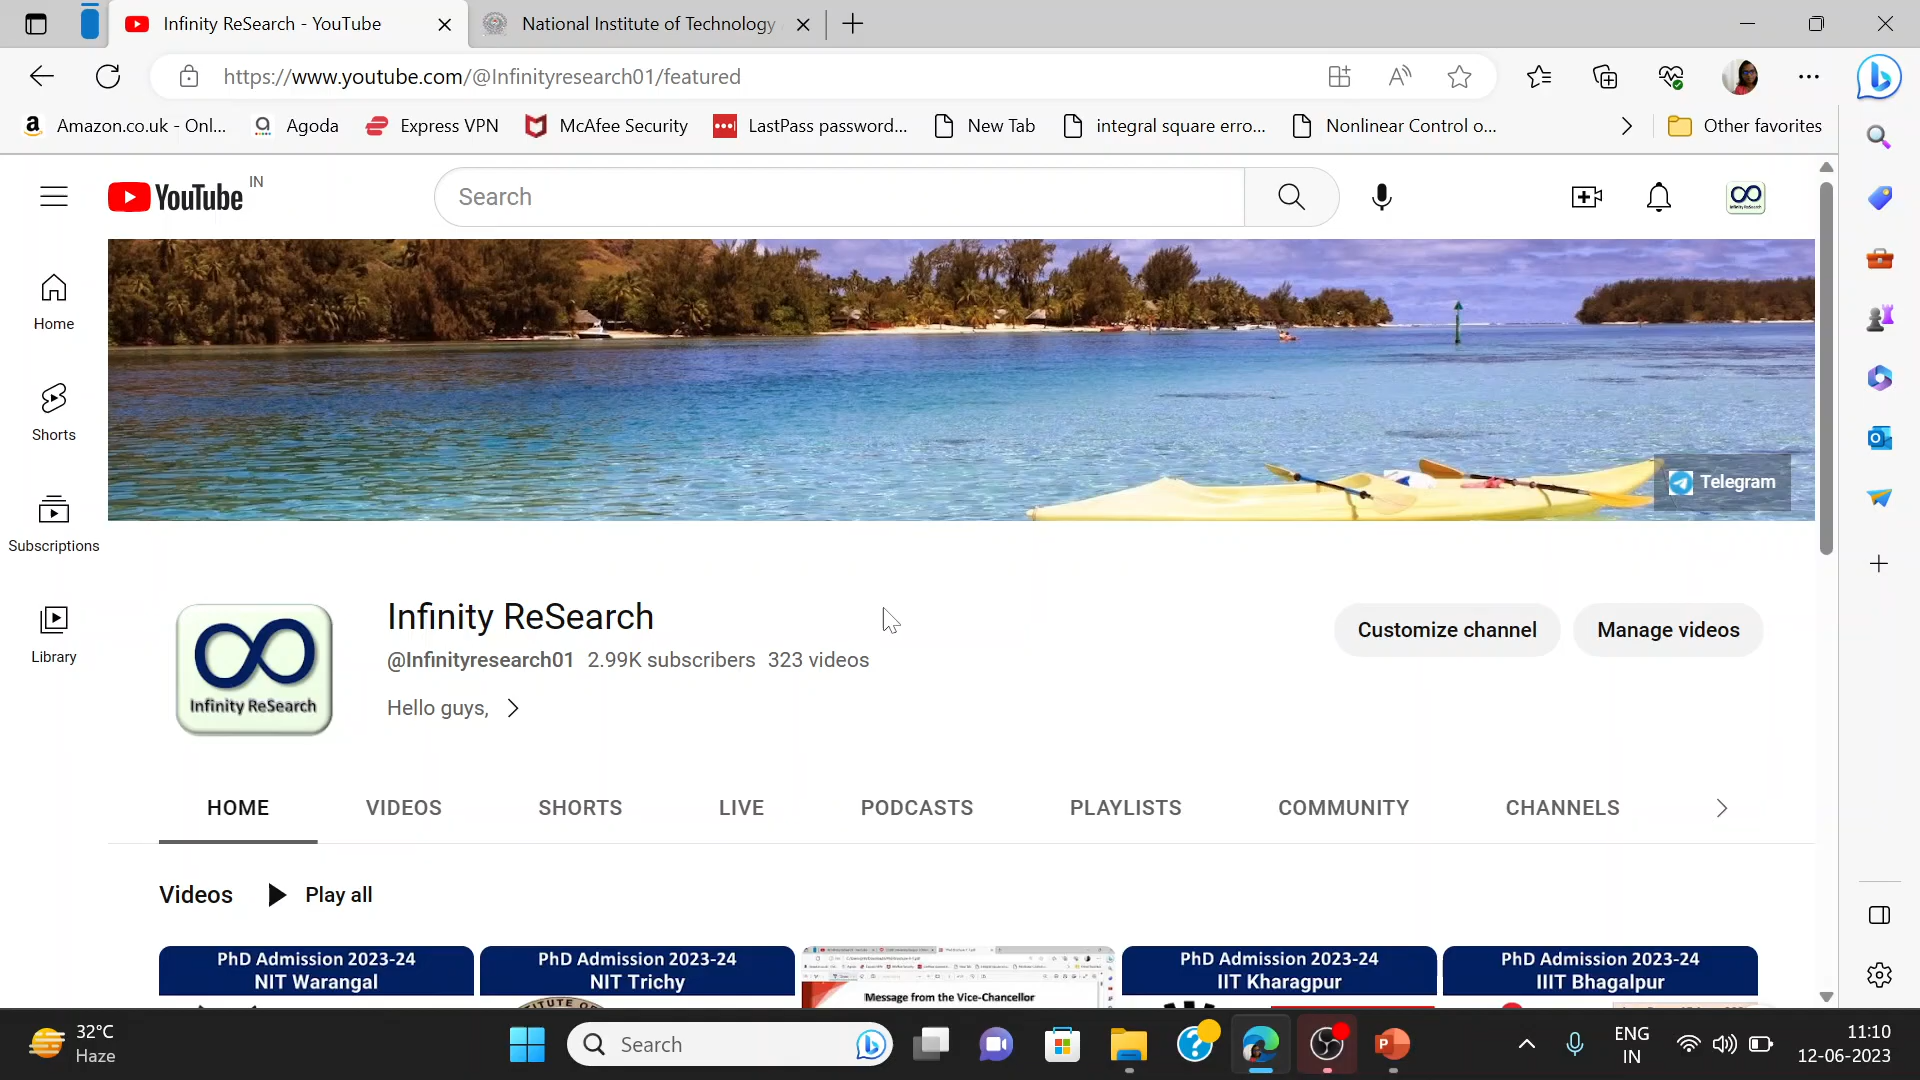 Infinity ReSearch - YouTube
National Institute of Technology
https://www.youtube.com/@Infinityresearch01/featured
Amazon.co.uk - Onl...
Agoda
Express VPN
McAfee Security
LastPass password...
New Tab
integral square erro...
Nonlinear Control o...
Other favorites
YouTube IN
Search
Home
Shorts
Subscriptions
Library
Telegram
Infinity ReSearch
Infinity ReSearch
@Infinityresearch01 2.99K subscribers 323 videos
Hello guys,
Customize channel
Manage videos
HOME
VIDEOS
SHORTS
LIVE
PODCASTS
PLAYLISTS
COMMUNITY
CHANNELS
Videos
Play all
PhD Admission 2023-24
NIT Warangal
PhD Admission 2023-24
NIT Trichy
Message from the Vice-Chancellor
PhD Admission 2023-24
IIT Kharagpur
PhD Admission 2023-24
IIIT Bhagalpur
32°C
Haze
Search
ENG
IN
11:10
12-06-2023